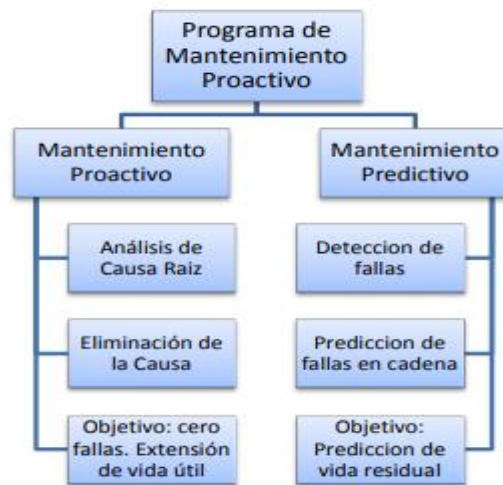 Programa de
Mantenimiento
Proactivo
Mantenimiento
Proactivo
Análisis de
Causa Raiz
Eliminación de
la Causa
Objetivo: cero
fallas. Extensión
de vida útil
Mantenimiento
Predictivo
Deteccion de
fallas
Prediccion de
fallas en cadena
Objetivo:
Prediccion de
vida residual